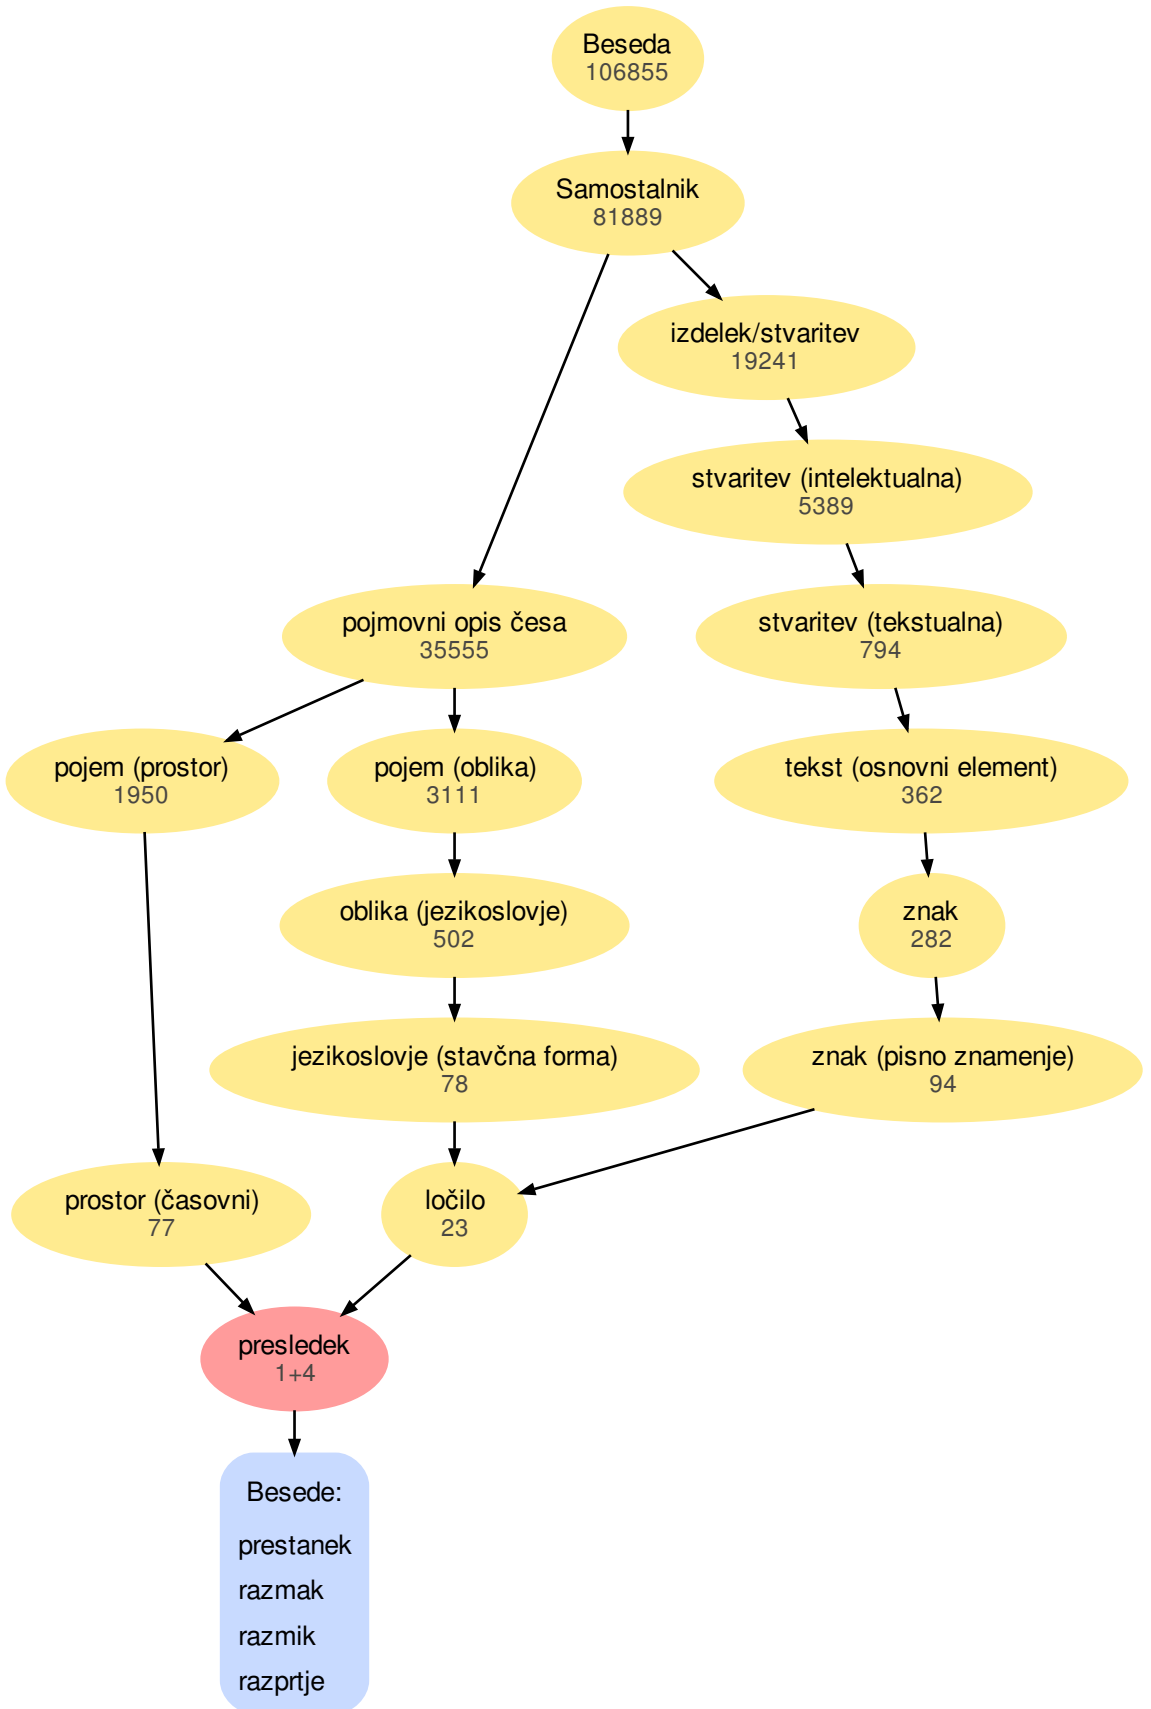 Beseda
106855
Samostalnik
81889
izdelek/stvaritev
19241
stvaritev (intelektualna)
5389
pojmovni opis česa
35555
stvaritev (tekstualna)
794
pojem (prostor)
1950
pojem (oblika)
3111
tekst (osnovni element)
362
oblika (jezikoslovje)
502
znak
282
jezikoslovje (stavčna forma)
78
znak (pisno znamenje)
94
prostor (časovni)
77
ločilo
23
presledek
1+4
Besede:
prestanek
razmak
razmik
razprtje